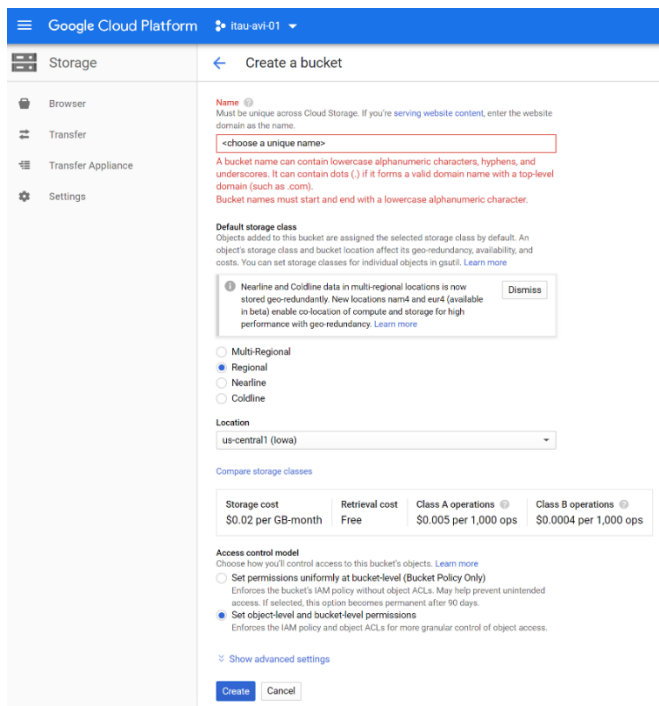 Google Cloud Platform
itau-avi-01
Storage
Create a bucket
Browser
Transfer
Transfer Appliance
Settings
Name
Must be unique across Cloud Storage. If you're serving website content, enter the website
domain as the name.
<choose a unique name>
A bucket name can contain lowercase alphanumeric characters, hyphens, and
underscores. It can contain dots (.) if it forms a valid domain name with a top-level
domain (such as .com).
Bucket names must start and end with a lowercase alphanumeric character.
Default storage class
Objects added to this bucket are assigned the selected storage class by default. An
object's storage class and bucket location affect its geo-redundancy, availability, and
costs. You can set storage classes for individual objects in gsutil. Learn more
Nearline and Coldline data in multi-regional locations is now
stored geo-redundantly. New locations nam4 and eur4 (available
in beta) enable co-location of compute and storage for high
performance with geo-redundancy. Learn more
Dismiss
Multi-Regional
Regional
Nearline
Coldline
Location
us-central1 (Iowa)
Compare storage classes
Storage cost Retrieval cost Class A operations Class B operations
$0.02 per GB-month Free $0.005 per 1,000 ops $0.0004 per 1,000 ops
Access control model
Choose how you'll control access to this bucket's objects. Learn more
Set permissions uniformly at bucket-level (Bucket Policy Only)
Enforces the bucket's IAM policy without object ACLs. May help prevent unintended
access. If selected, this option becomes permanent after 90 days.
Set object-level and bucket-level permissions
Enforces the IAM policy and object ACLs for more granular control of object access.
Show advanced settings
Create Cancel